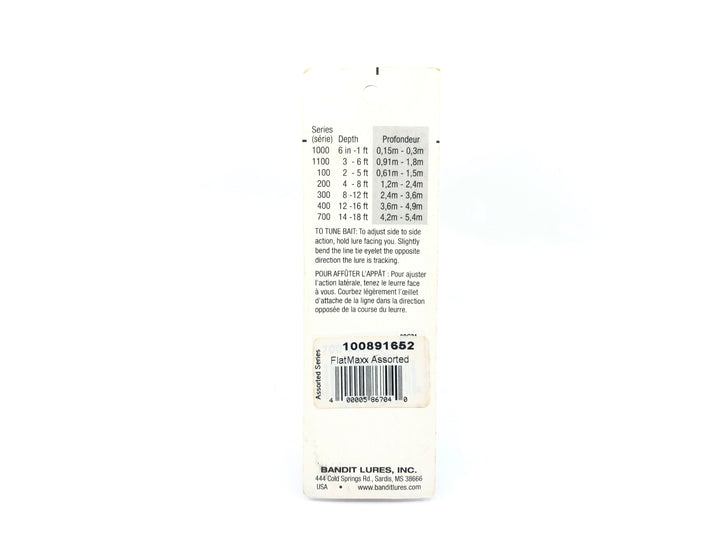 Series
(série) Depth Profondeur
1000 6 in -1 ft 0,15m - 0,3m
1100 3 - 6 ft 0,91m - 1,8m
100 2 - 5 ft 0,61m - 1,5m
200 4 - 8 ft 1,2m - 2,4m
300 8 -12 ft 2,4m - 3,6m
400 12 -16 ft 3,6m - 4,9m
700 14 -18 ft 4,2m - 5,4m
TO TUNE BAIT: To adjust side to side
action, hold lure facing you. Slightly
bend the line tie eyelet the opposite
direction the lure is tracking.
POUR AFFÛTER L'APPÂT : Pour ajuster
l'action latérale, tenez le leurre face
à vous. Courbez légèrement l'œillet
d'attache de la ligne dans la direction
opposée de la course du leurre.
Assorted Series
100891652
FlatMaxx Assorted
4 00005 86704 0
BANDIT LURES, INC.
444 Cold Springs Rd., Sardis, MS 38666
USA • www.banditlures.com